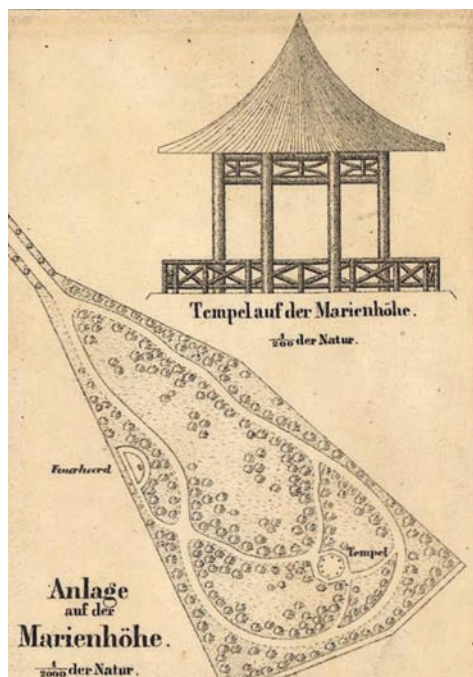 Tempel auf der Marienhöhe.
1/200 der Natur.
Feuerheerd
Tempel
Anlage
auf der
Marienhöhe.
1/2000 der Natur.